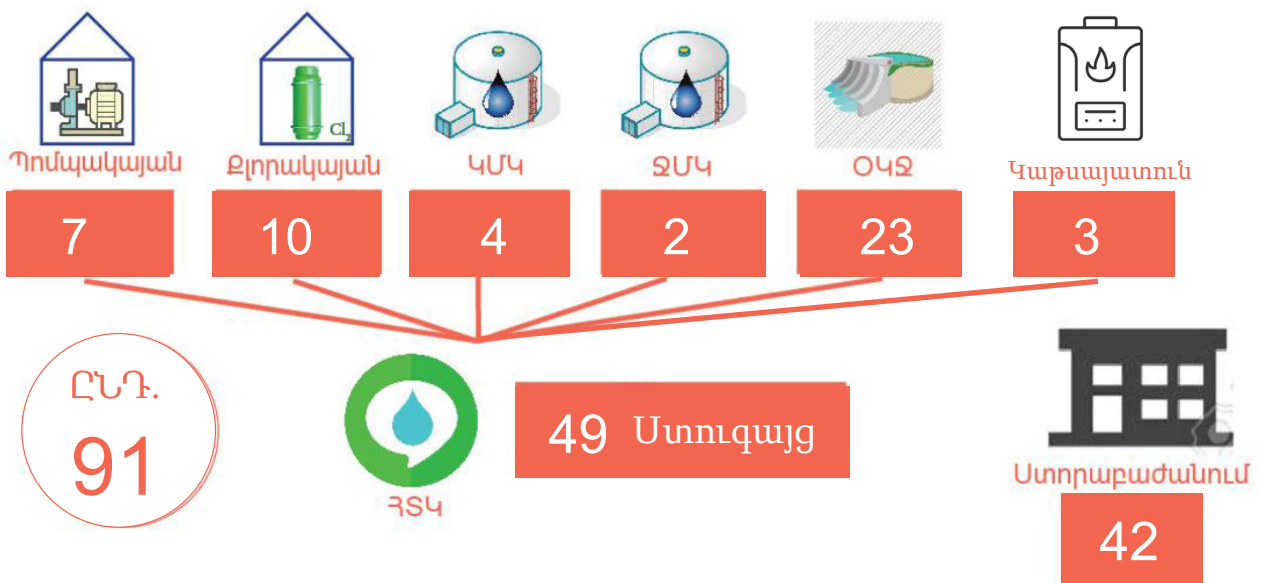 Cl2
Պոմպակայան
Քլորակայան
ԿՄԿ
ՋՄԿ
ՕԿՋ
Կաթսայատուն
7
10
4
2
23
3
ԸՆԴ.
91
ՀՏԿ
49 Ստուգայց
Ստորաբաժանում
42